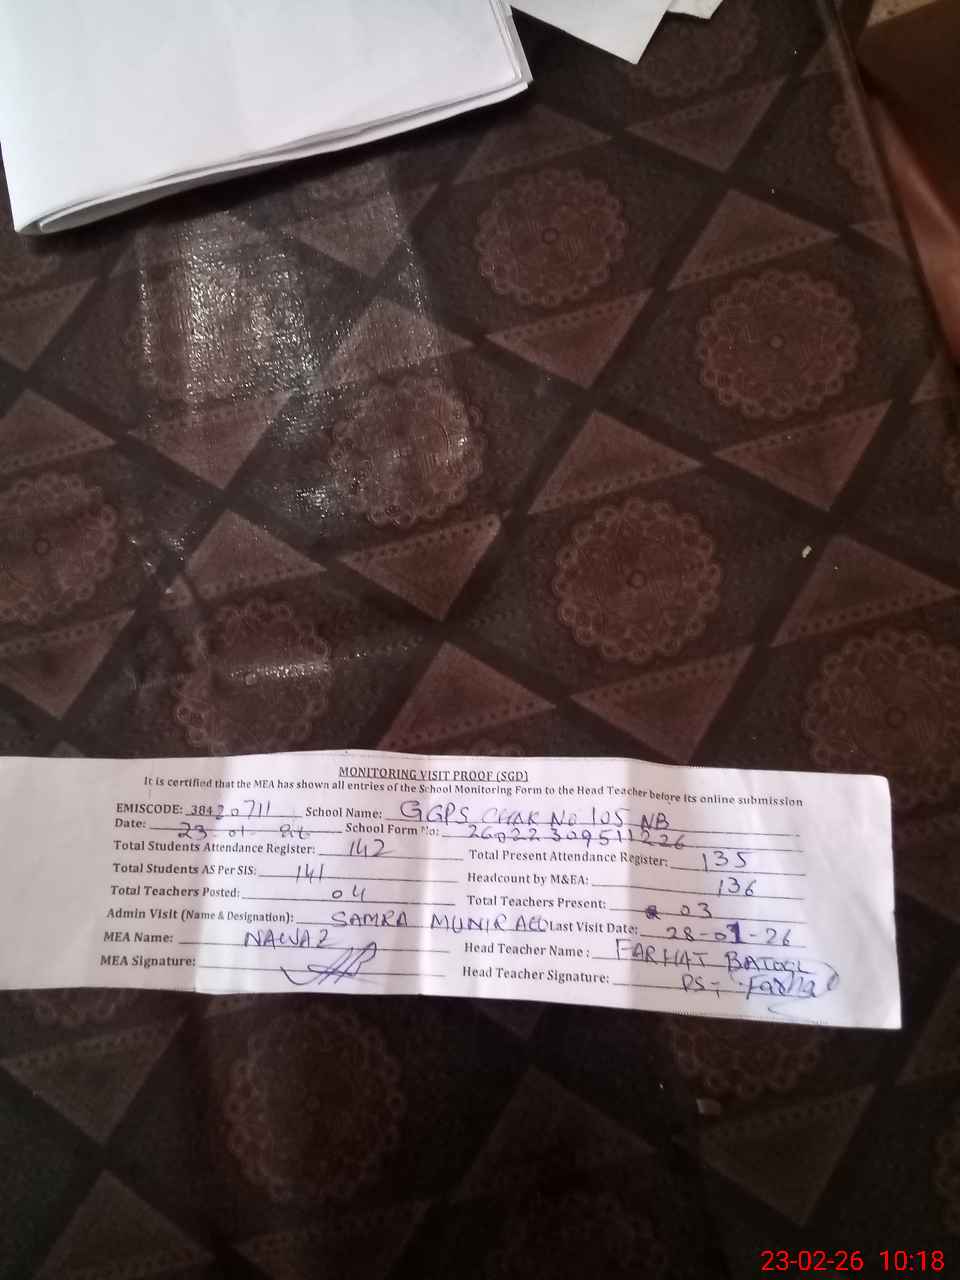 MONITORING VISIT PROOF (SGD)
It is certified that the MEA has shown all entries of the School Monitoring Form to the Head Teacher before its online submission
EMISCODE: 38420711 School Name: GGPS CHAK No 105 NB
Date: 23-01- School Form No:
Total Students Attendance Register: 142 Total Present Attendance Register: 135
Total Students AS Per SIS: 141 Headcount by M&EA: 136
Total Teachers Posted: 04 Total Teachers Present: 03
Admin Visit (Name & Designation): SAMRA MUNIR Last Visit Date: 28-01-26
MEA Name: NAWAZ Head Teacher Name: FARHAT BATOOL
MEA Signature: Head Teacher Signature:
23-02-26 10:18